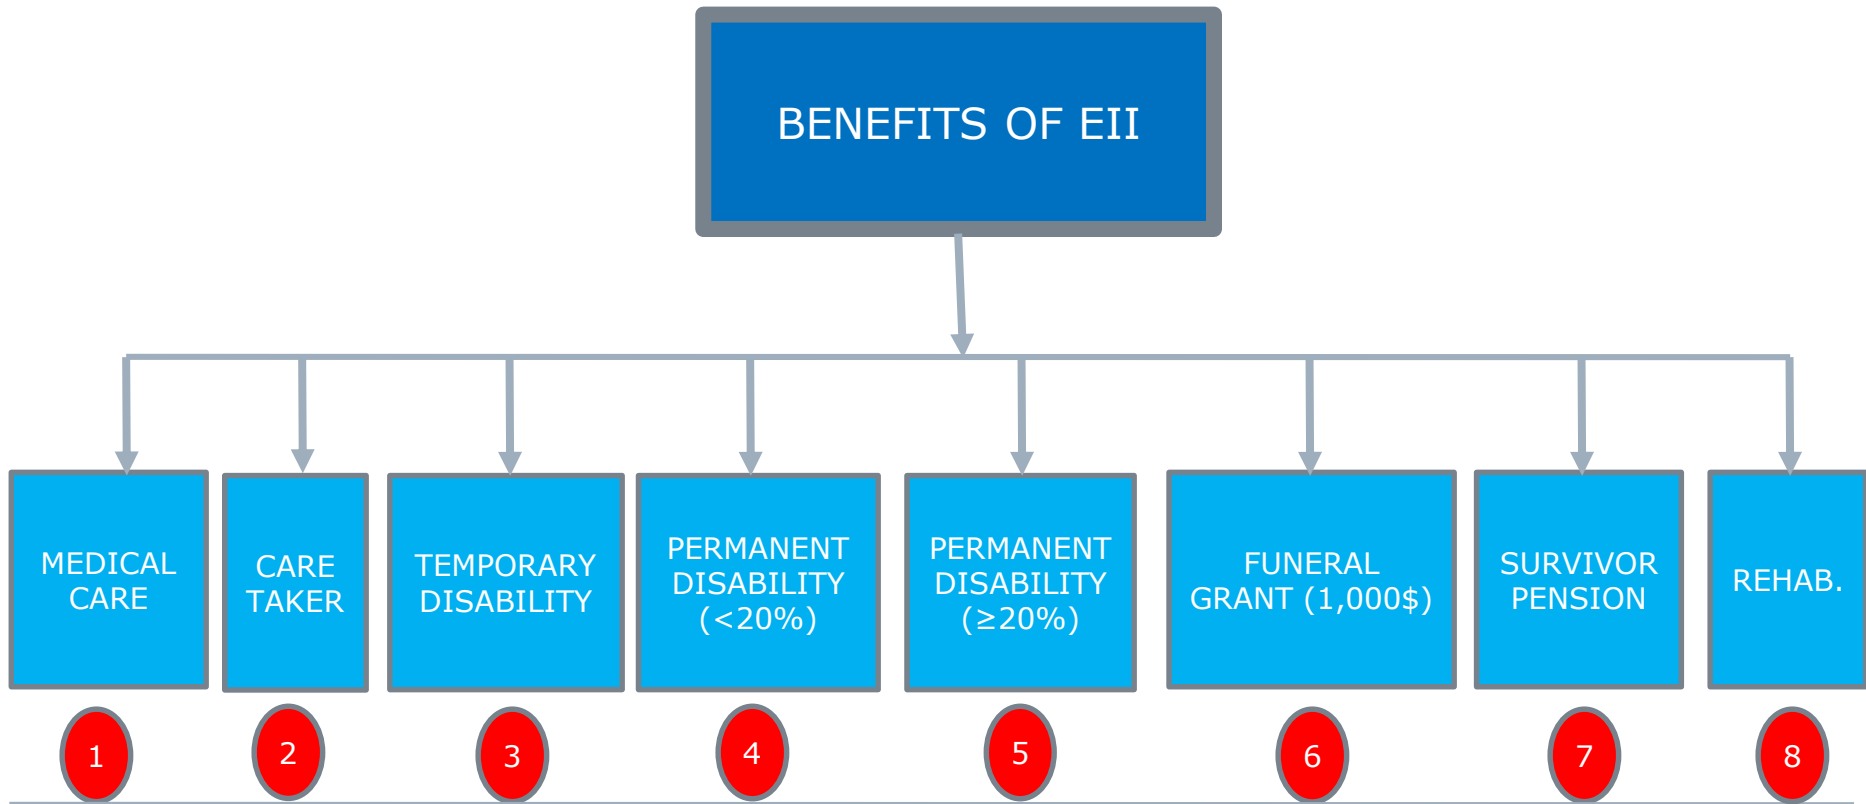 BENEFITS OF EII
MEDICAL
CARE
CARE
TAKER
TEMPORARY
DISABILITY
PERMANENT
DISABILITY
(<20%)
PERMANENT
DISABILITY
(≥20%)
FUNERAL
GRANT (1,000$)
SURVIVOR
PENSION
REHAB.
1
2
3
4
5
6
7
8